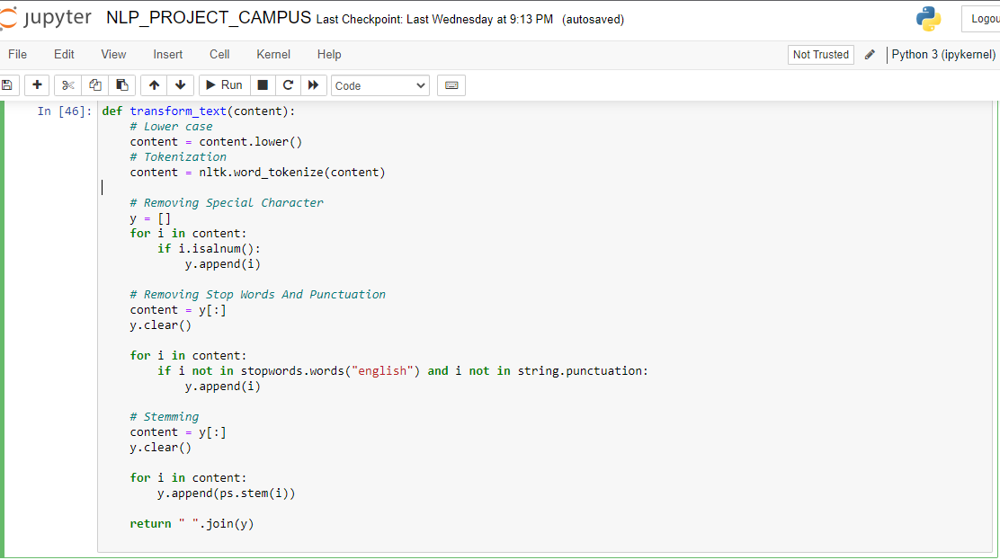 jupyter NLP_PROJECT_CAMPUS Last Checkpoint: Last Wednesday at 9:13 PM (autosaved)
File Edit View Insert Cell Kernel Help Not Trusted Python 3 (ipykernel)
Run Code
In [46]: def transform_text(content):
    # Lower case
    content = content.lower()
    # Tokenization
    content = nltk.word_tokenize(content)
    # Removing Special Character
    y = []
    for i in content:
        if i.isalnum():
            y.append(i)
    # Removing Stop Words And Punctuation
    content = y[:]
    y.clear()
    for i in content:
        if i not in stopwords.words("english") and i not in string.punctuation:
            y.append(i)
    # Stemming
    content = y[:]
    y.clear()
    for i in content:
        y.append(ps.stem(i))
    return " ".join(y)